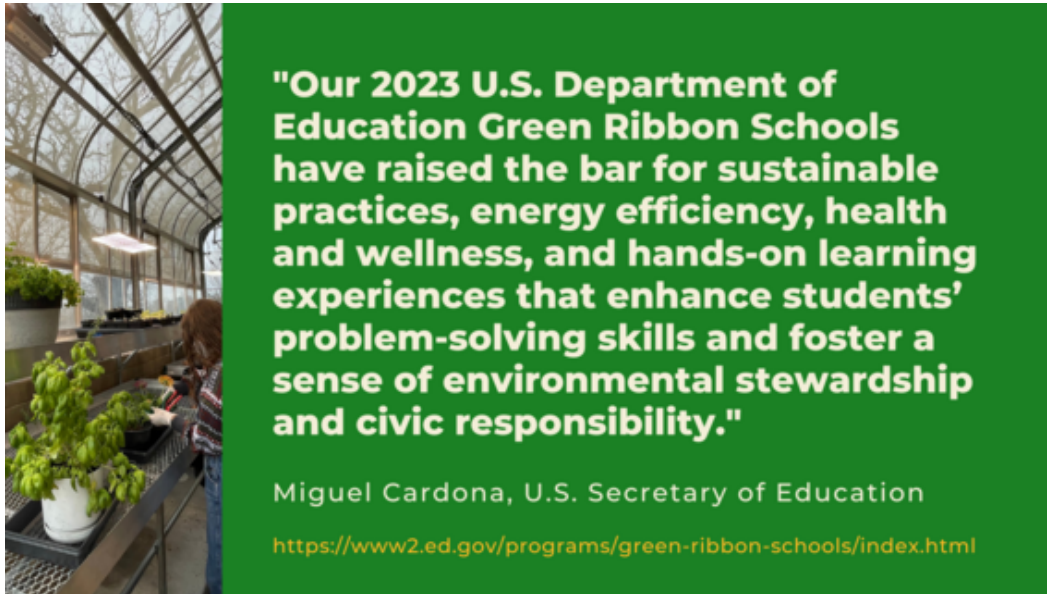 "Our 2023 U.S. Department of
Education Green Ribbon Schools
have raised the bar for sustainable
practices, energy efficiency, health
and wellness, and hands-on learning
experiences that enhance students’
problem-solving skills and foster a
sense of environmental stewardship
and civic responsibility."
Miguel Cardona, U.S. Secretary of Education
https://www2.ed.gov/programs/green-ribbon-schools/index.html